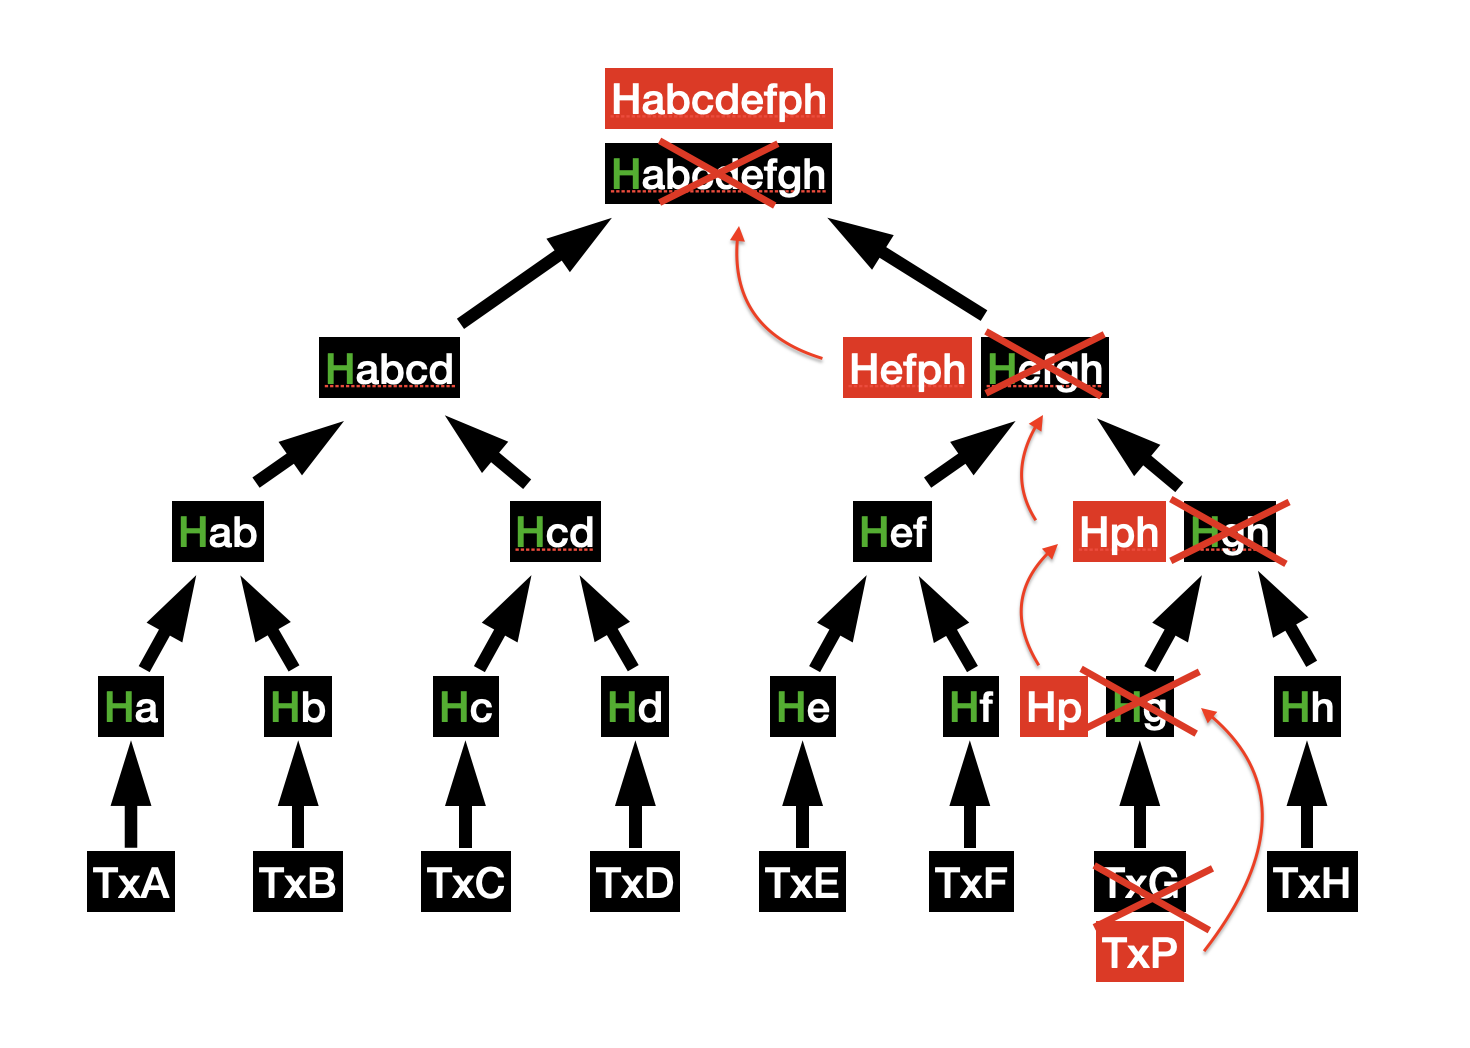 Habcdefph
Habcdefgh
Habcd
Hefph
Hefgh
Hab
Hcd
Hef
Hph
Hgh
Ha
Hb
Hc
Hd
He
Hf
Hp
Hg
Hh
TxA
TxB
TxC
TxD
TxE
TxF
TxG
TxH
TxP